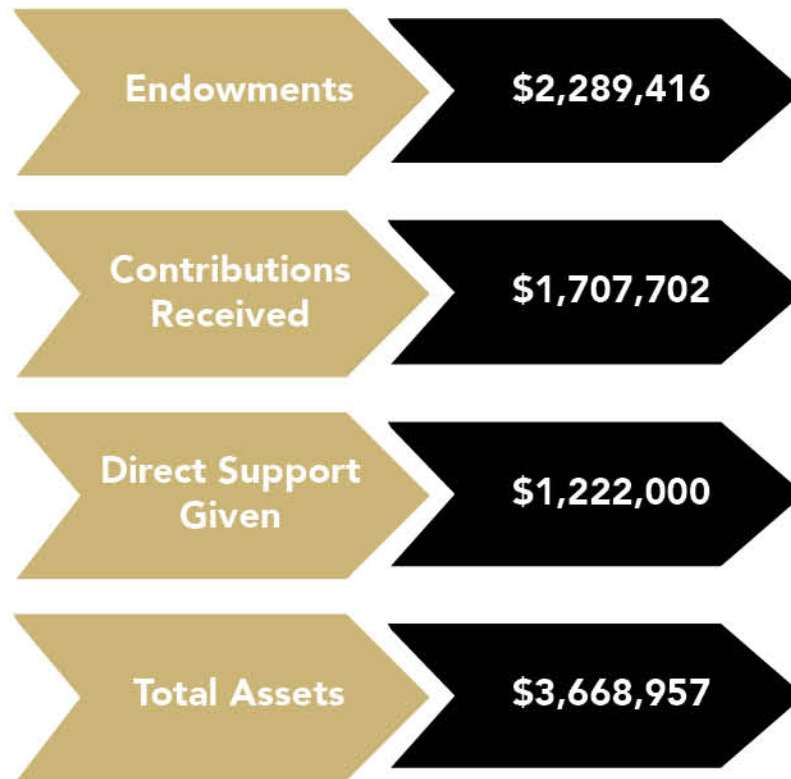 Endowments
$2,289,416
Contributions
Received
$1,707,702
Direct Support
Given
$1,222,000
Total Assets
$3,668,957